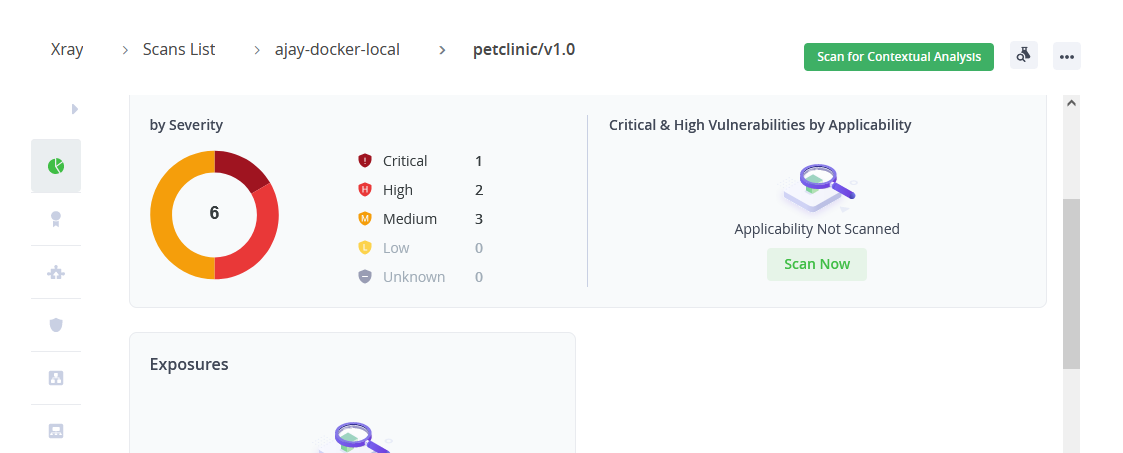 Xray > Scans List > ajay-docker-local > petclinic/v1.0
Scan for Contextual Analysis
by Severity
6
Critical 1
High 2
Medium 3
Low 0
Unknown 0
Critical & High Vulnerabilities by Applicability
Applicability Not Scanned
Scan Now
Exposures